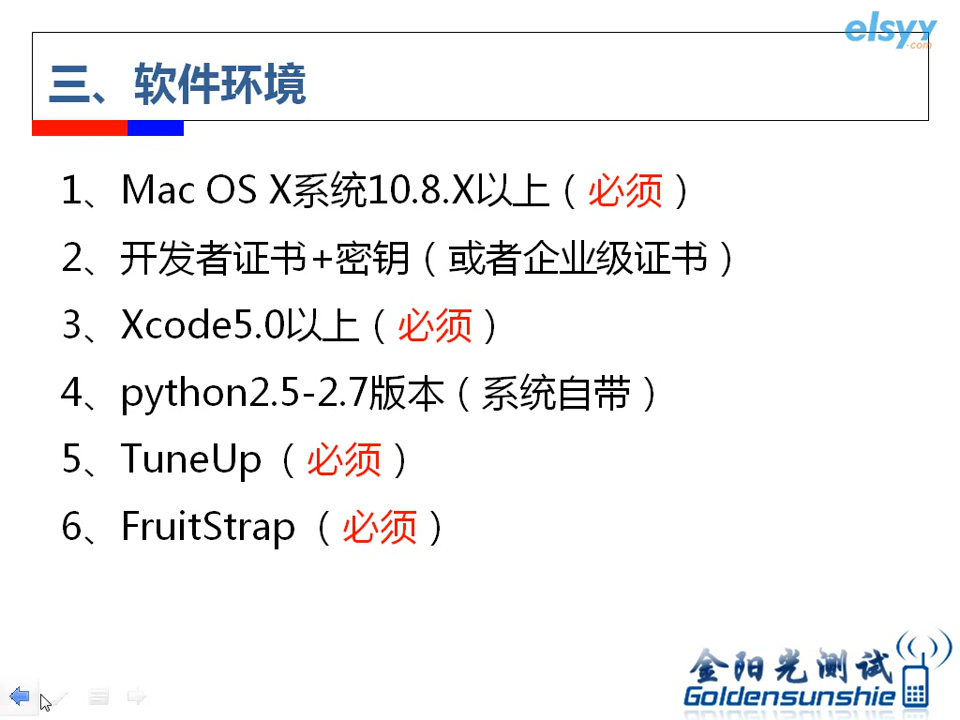 elsyy
.com
三、软件环境
1、Mac OS X系统10.8.X以上（必须）
2、开发者证书+密钥（或者企业级证书）
3、Xcode5.0以上（必须）
4、python2.5-2.7版本（系统自带）
5、TuneUp（必须）
6、FruitStrap（必须）
金阳光测试
Goldensunshie